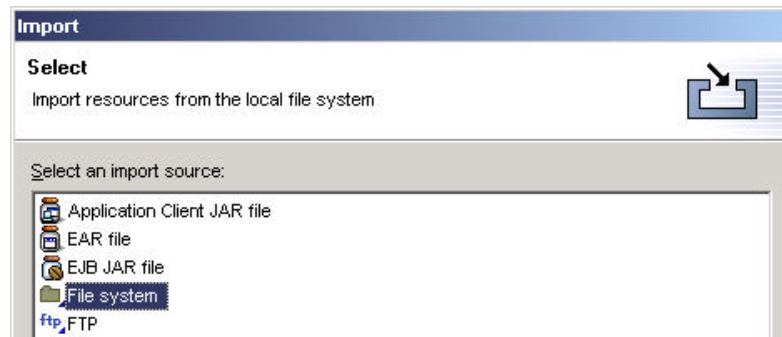 Import
Select
Import resources from the local file system
Select an import source:
Application Client JAR file
EAR file
EJB JAR file
File system
ftp FTP